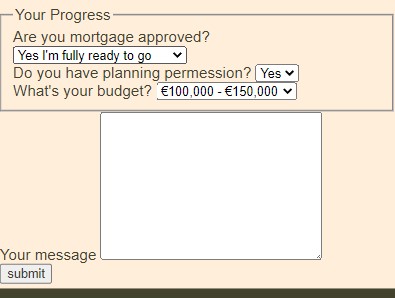 Your Progress
Are you mortgage approved?
Yes I'm fully ready to go
Do you have planning permession? Yes
What's your budget? €100,000 - €150,000
Your message
submit